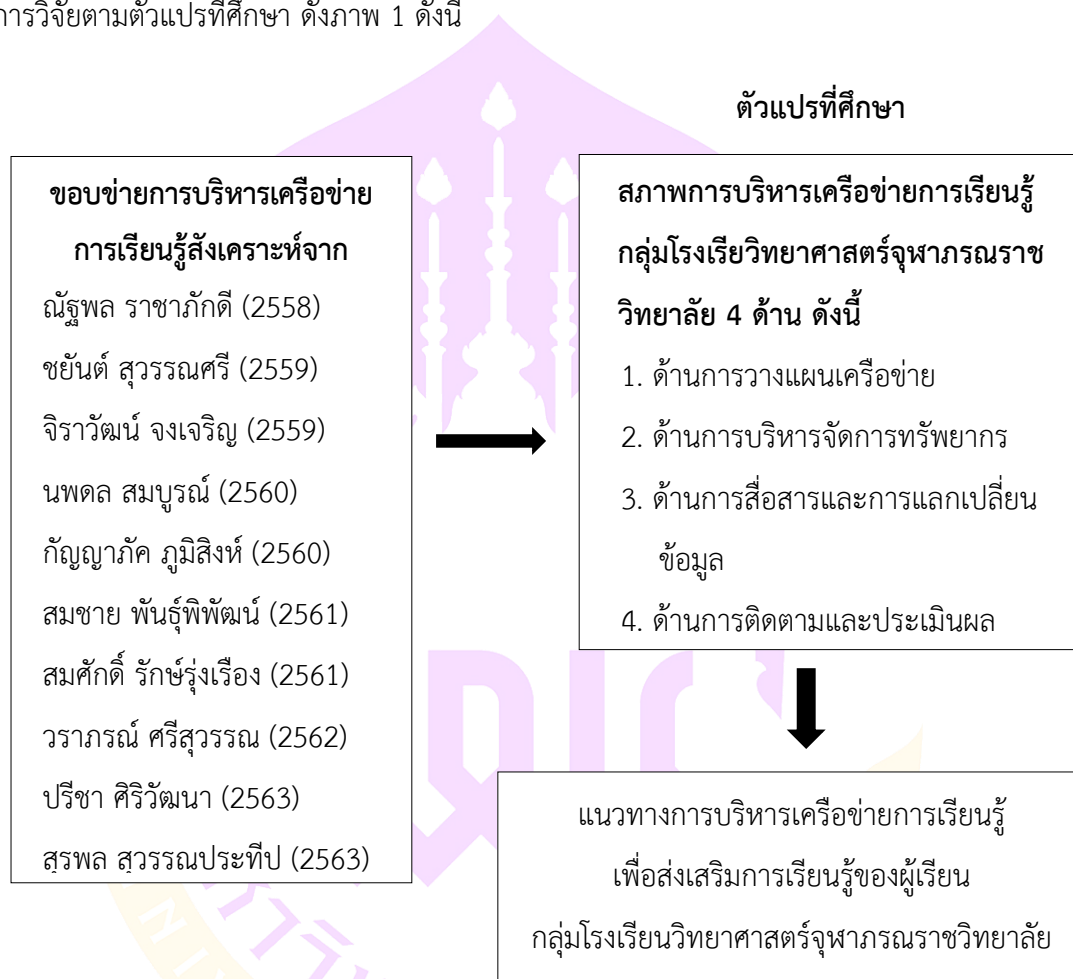 การวิจัยตามตัวแปรที่ศึกษา ดังภาพ 1 ดังนี้
ตัวแปรที่ศึกษา
ขอบข่ายการบริหารเครือข่าย
การเรียนรู้สังเคราะห์จาก
ณัฐพล ราชาภักดี (2558)
ชยันต์ สุวรรณศรี (2559)
จิราวัฒน์ จงเจริญ (2559)
นพดล สมบูรณ์ (2560)
กัญญาภัค ภูมิสิงห์ (2560)
สมชาย พันธุ์พิพัฒน์ (2561)
สมศักดิ์ รักษ์รุ่งเรือง (2561)
วราภรณ์ ศรีสุวรรณ (2562)
ปรีชา ศิริวัฒนา (2563)
สุรพล สุวรรณประทีป (2563)
สภาพการบริหารเครือข่ายการเรียนรู้
กลุ่มโรงเรียวิทยาศาสตร์จุฬาภรณราช
วิทยาลัย 4 ด้าน ดังนี้
1. ด้านการวางแผนเครือข่าย
2. ด้านการบริหารจัดการทรัพยากร
3. ด้านการสื่อสารและการแลกเปลี่ยน
ข้อมูล
4. ด้านการติดตามและประเมินผล
แนวทางการบริหารเครือข่ายการเรียนรู้
เพื่อส่งเสริมการเรียนรู้ของผู้เรียน
กลุ่มโรงเรียนวิทยาศาสตร์จุฬาภรณราชวิทยาลัย